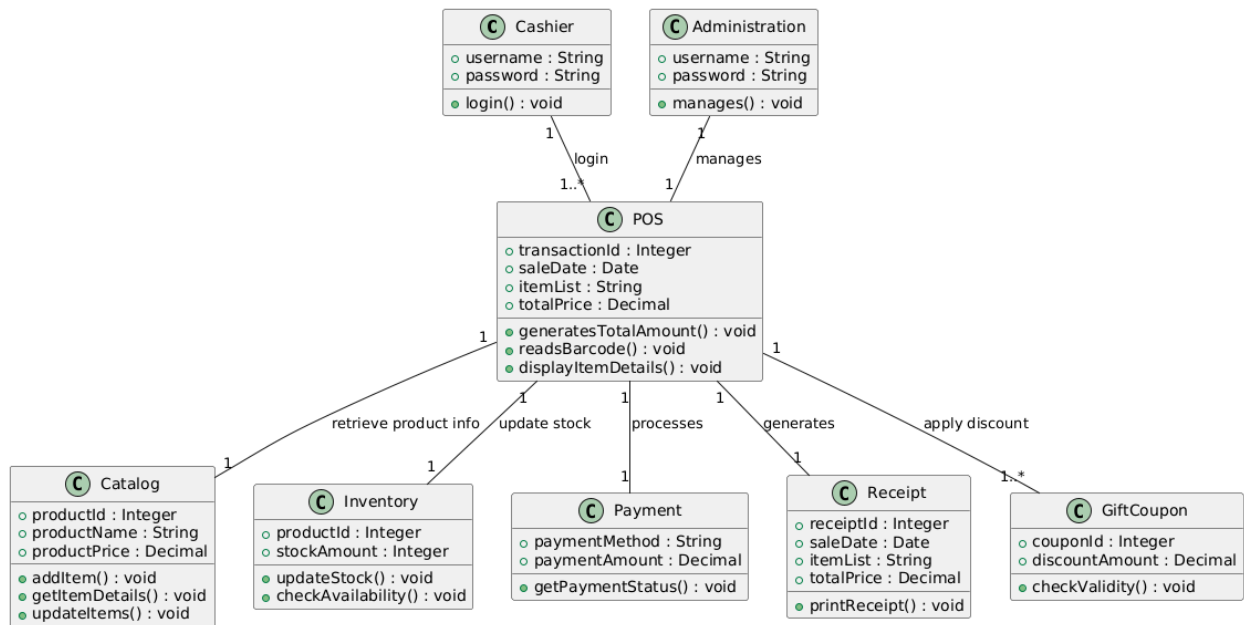 C Cashier
username : String
password : String
login() : void
C Administration
username : String
password : String
manages() : void
1
1
login
manages
1..*
1
C POS
transactionId : Integer
saleDate : Date
itemList : String
totalPrice : Decimal
generatesTotalAmount() : void
readsBarcode() : void
displayItemDetails() : void
1
1
1
1
1
retrieve product info
update stock
processes
generates
apply discount
1
1
1
1
1..*
C Catalog
productId : Integer
productName : String
productPrice : Decimal
addItem() : void
getItemDetails() : void
updateItems() : void
C Inventory
productId : Integer
stockAmount : Integer
updateStock() : void
checkAvailability() : void
C Payment
paymentMethod : String
paymentAmount : Decimal
getPaymentStatus() : void
C Receipt
receiptId : Integer
saleDate : Date
itemList : String
totalPrice : Decimal
printReceipt() : void
C GiftCoupon
couponId : Integer
discountAmount : Decimal
checkValidity() : void